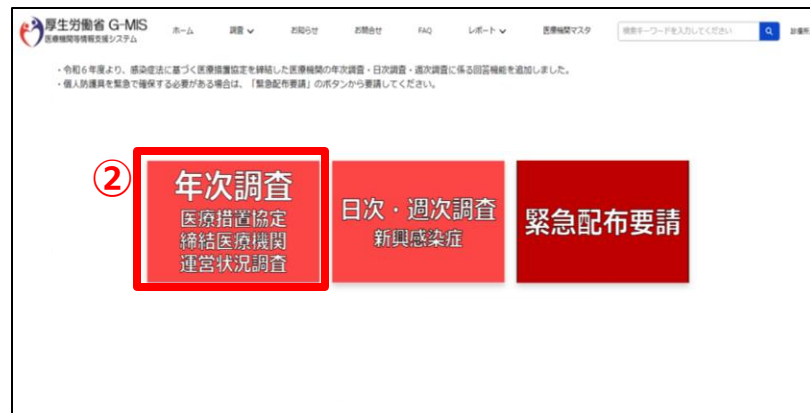 厚生労働省 G-MIS
医療機関等情報支援システム
ホーム 調査 お知らせ お問合せ FAQ レポート 医療機関マスタ 検索キーワードを入力してください 診療所
・令和6年度より、感染症法に基づく医療措置協定を締結した医療機関の年次調査・日次調査・週次調査に係る回答機能を追加しました。
・個人防護具を緊急で確保する必要がある場合は、「緊急配布要請」のボタンから要請してください。
②
年次調査
医療措置協定
締結医療機関
運営状況調査
日次・週次調査
新興感染症
緊急配布要請